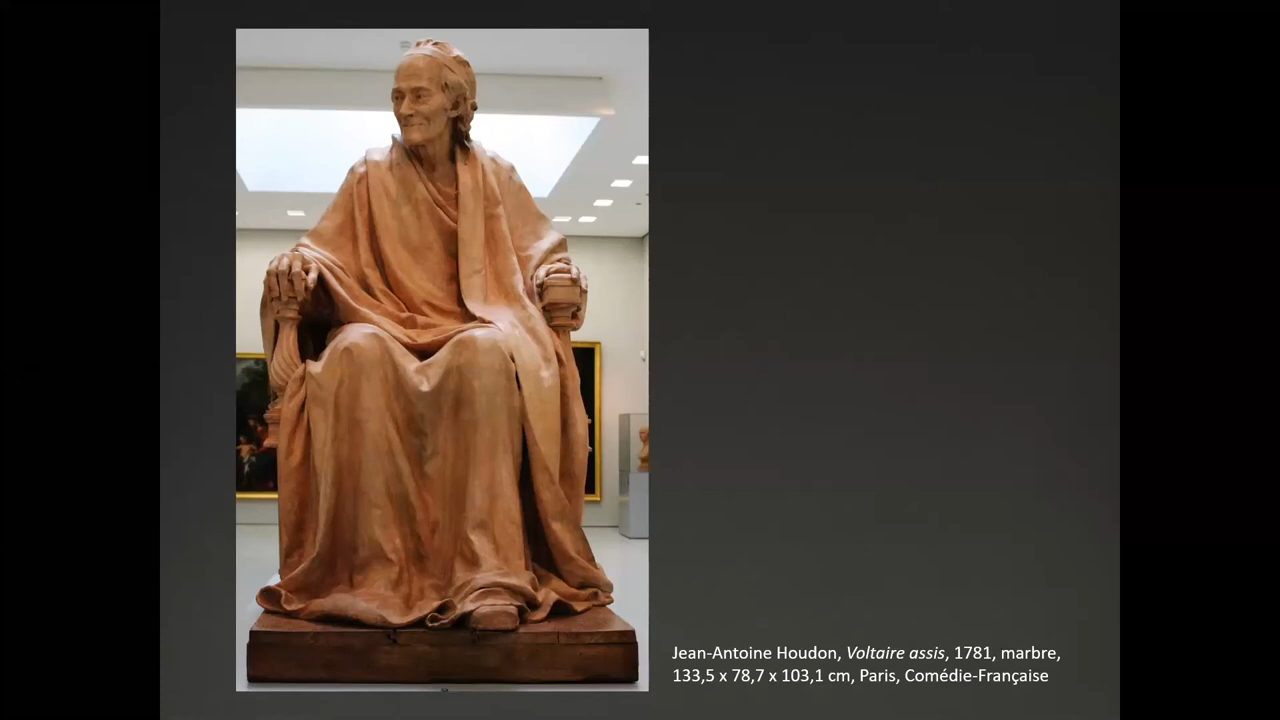 Jean-Antoine Houdon, Voltaire assis, 1781, marbre,
133,5 x 78,7 x 103,1 cm, Paris, Comédie-Française